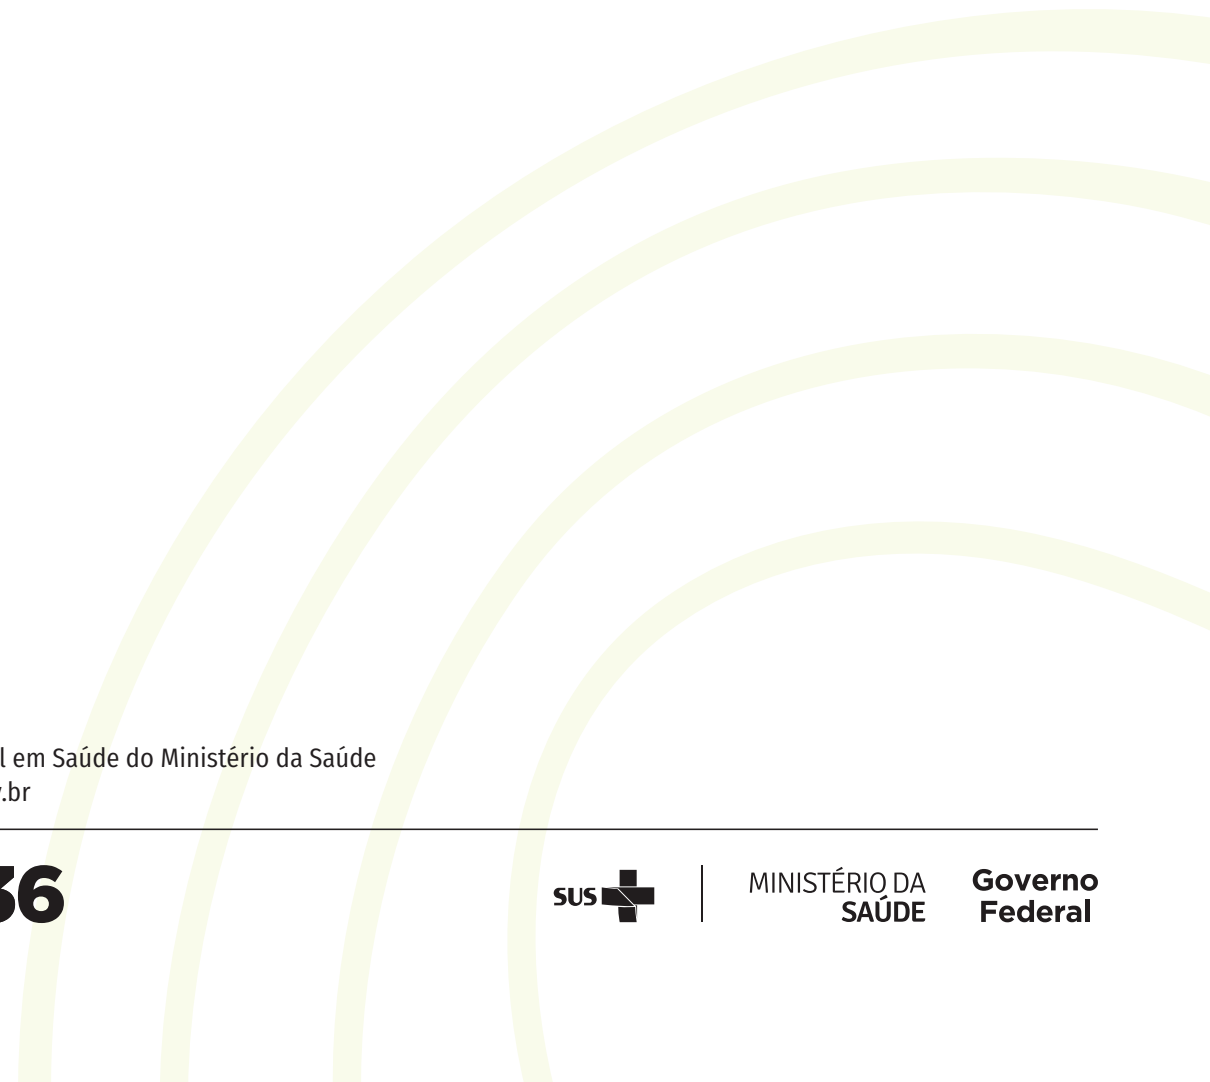 l em Saúde do Ministério da Saúde
.br
36
SUS
MINISTÉRIO DA
SAÚDE
Governo
Federal